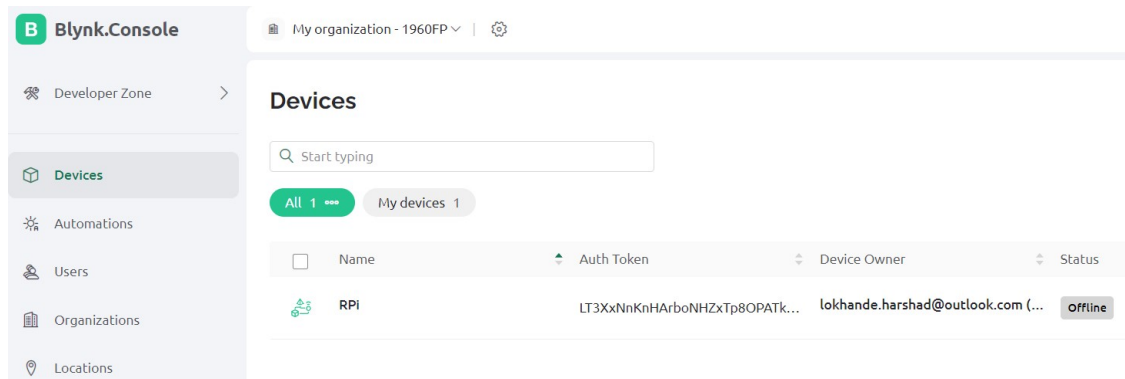 B Blynk.Console
My organization - 1960FP
Developer Zone
Devices
Automations
Users
Organizations
Locations
Devices
Start typing
All 1
My devices 1
Name Auth Token Device Owner Status
RPi LT3XxNnKnHArboNHZxTp8OPATk... lokhande.harshad@outlook.com (... Offline